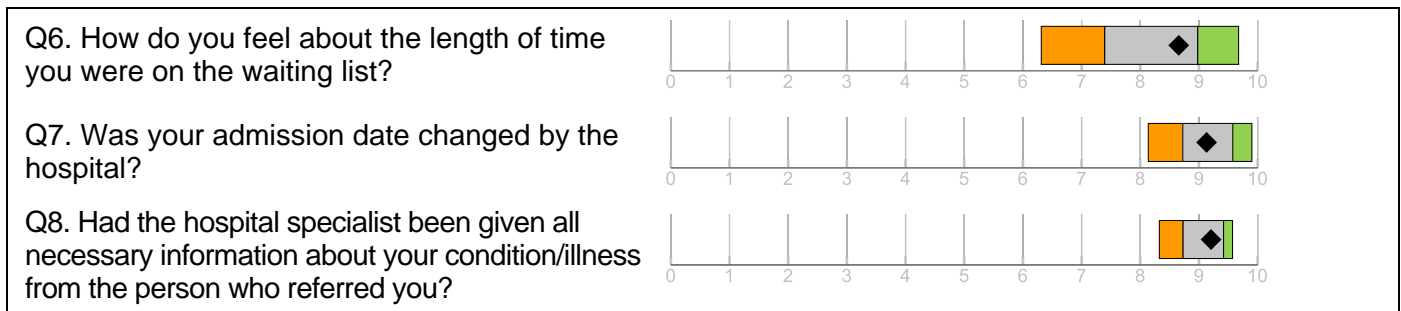 Q6. How do you feel about the length of time
you were on the waiting list?
0 1 2 3 4 5 6 7 8 9 10
Q7. Was your admission date changed by the
hospital?
0 1 2 3 4 5 6 7 8 9 10
Q8. Had the hospital specialist been given all
necessary information about your condition/illness
from the person who referred you?
0 1 2 3 4 5 6 7 8 9 10